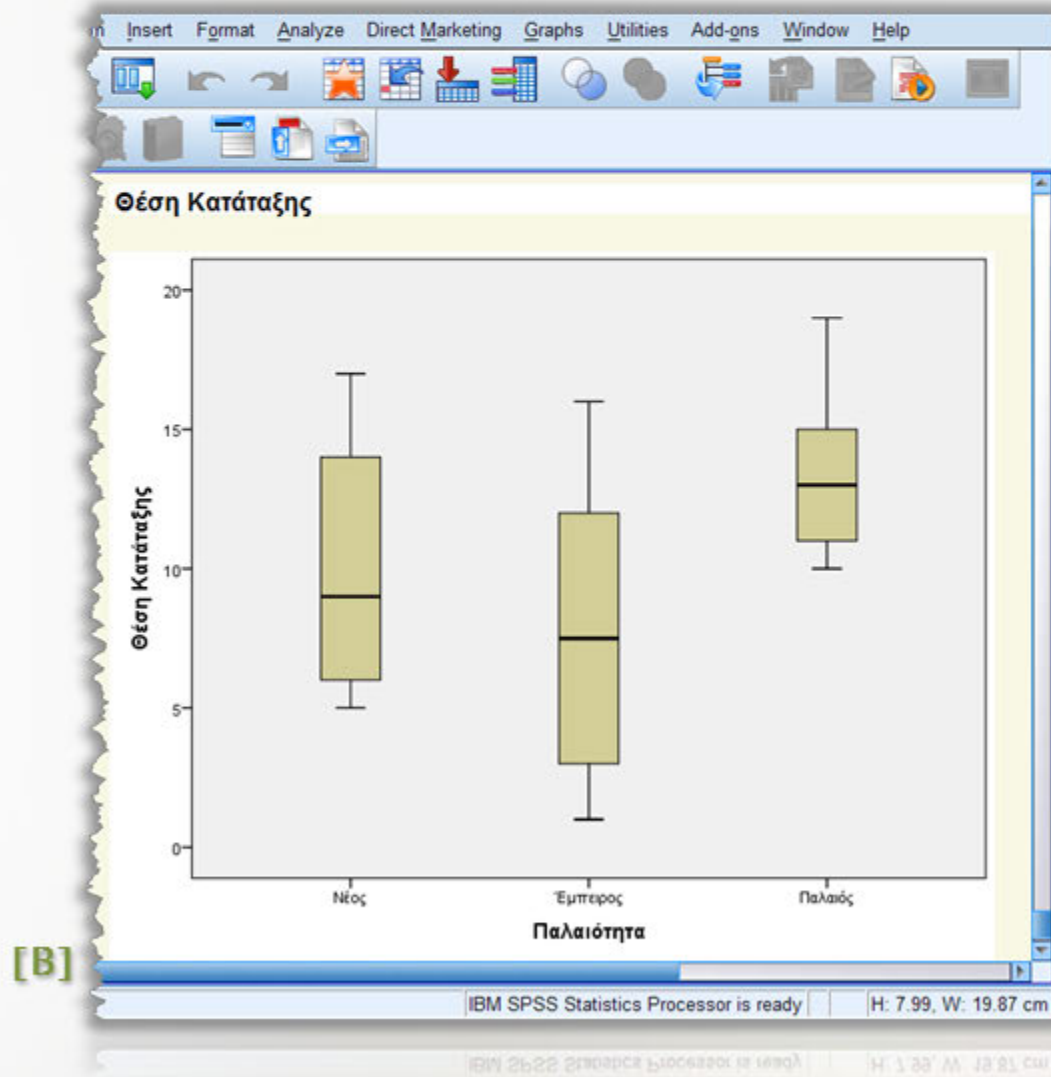 Insert Format Analyze Direct Marketing Graphs Utilities Add-ons Window Help
Θέση Κατάταξης
20
15
10
5
0
Θέση Κατάταξης
Νέος Έμπειρος Παλαιός
Παλαιότητα
[B]
IBM SPSS Statistics Processor is ready H: 7.99, W: 19.87 cm